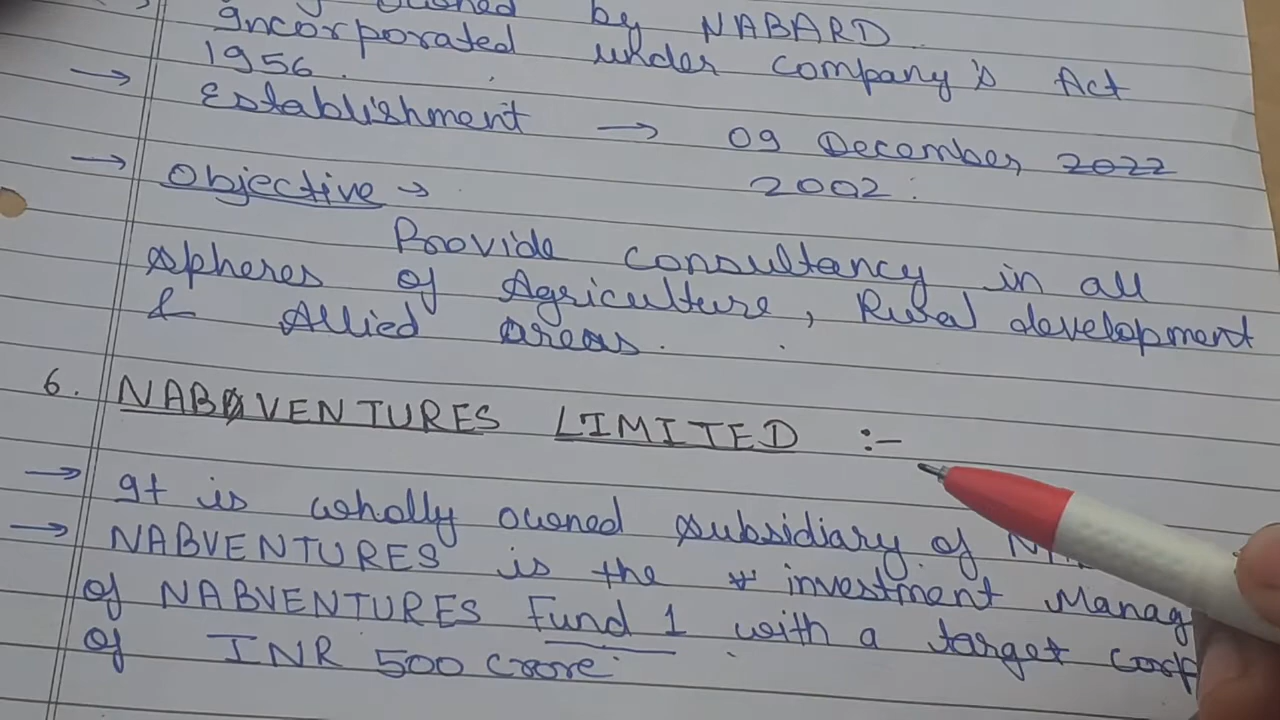 owned by NABARD
Incorporated under Company's Act
1956.
→ Establishment → 09 December, 2022
2002.
→ Objective →
Provide consultancy in all
spheres of Agriculture, Rural development
& Allied areas.
6. NABVENTURES LIMITED :-
→ It is wholly owned subsidiary of
→ NABVENTURES is the investment Manag
of NABVENTURES Fund 1 with a target corp
of INR 500 crore.